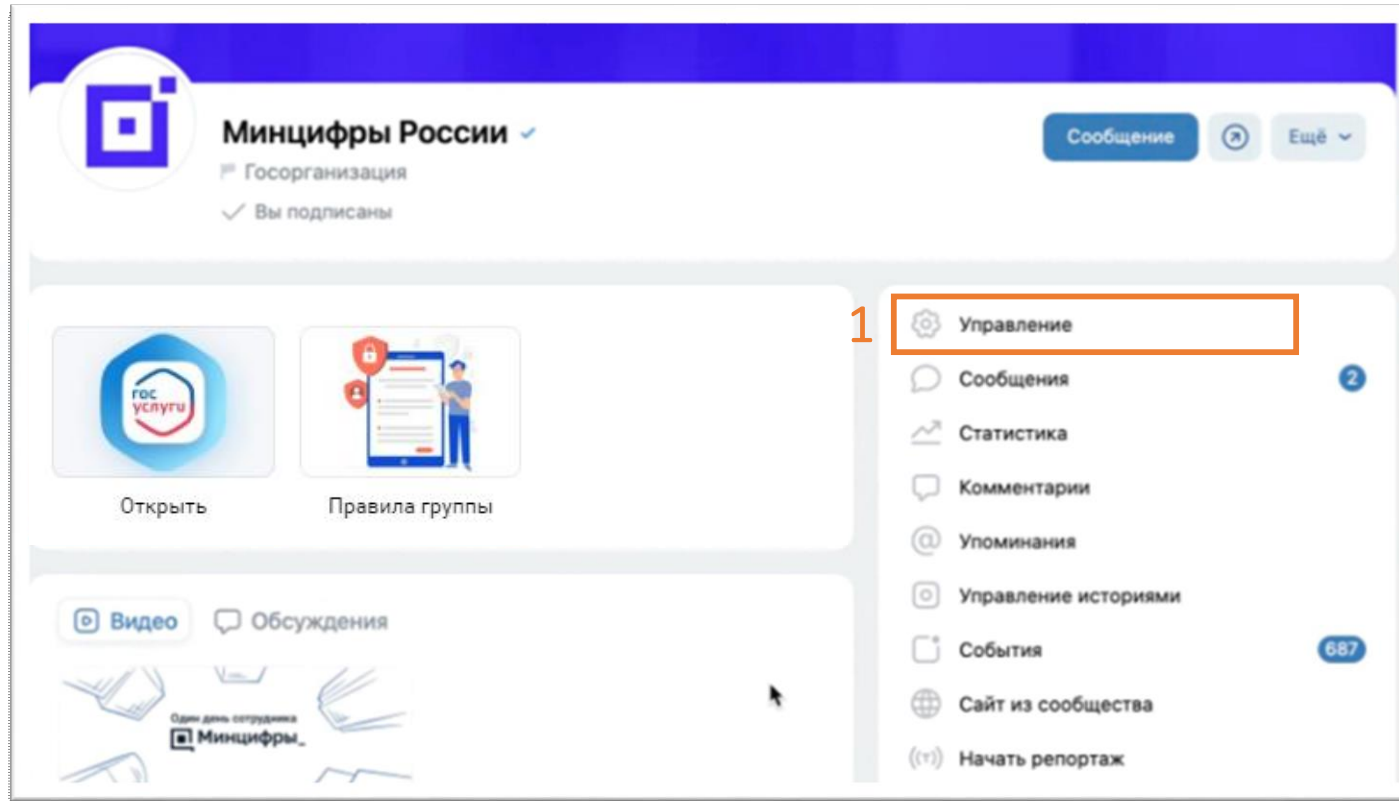 Минцифры России
Госорганизация
Вы подписаны
Сообщение
Ещё
гос
услуги
Открыть
Правила группы
Видео
Обсуждения
Один день сотрудника
Минцифры_
1
Управление
Сообщения 2
Статистика
Комментарии
Упоминания
Управление историями
События 687
Сайт из сообщества
Начать репортаж